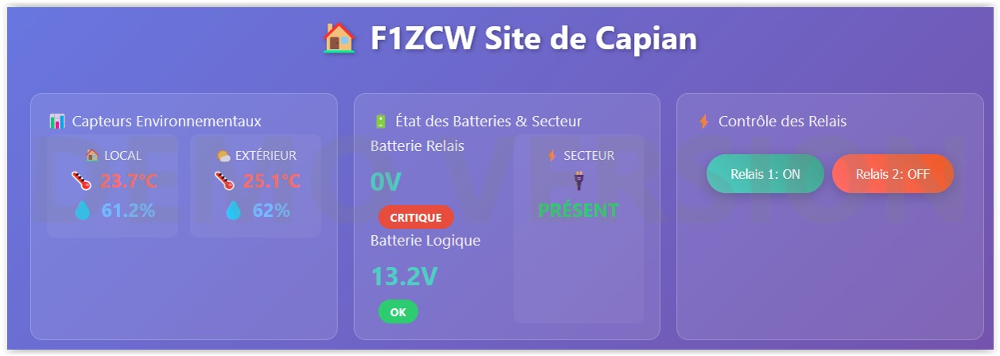 F1ZCW Site de Capian
Capteurs Environnementaux
LOCAL
23.7°C
61.2%
EXTÉRIEUR
25.1°C
62%
État des Batteries & Secteur
Batterie Relais
0V
CRITIQUE
Batterie Logique
13.2V
OK
SECTEUR
PRÉSENT
Contrôle des Relais
Relais 1: ON
Relais 2: OFF
DEMO VERSION